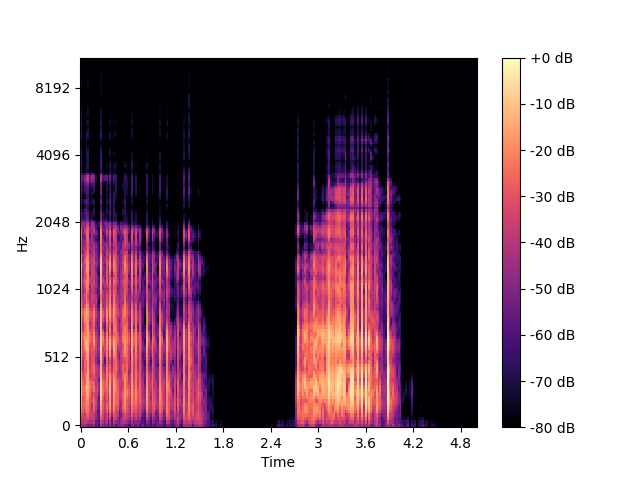 8192
4096
2048
1024
512
0
Hz
0 0.6 1.2 1.8 2.4 3 3.6 4.2 4.8
Time
+0 dB
-10 dB
-20 dB
-30 dB
-40 dB
-50 dB
-60 dB
-70 dB
-80 dB